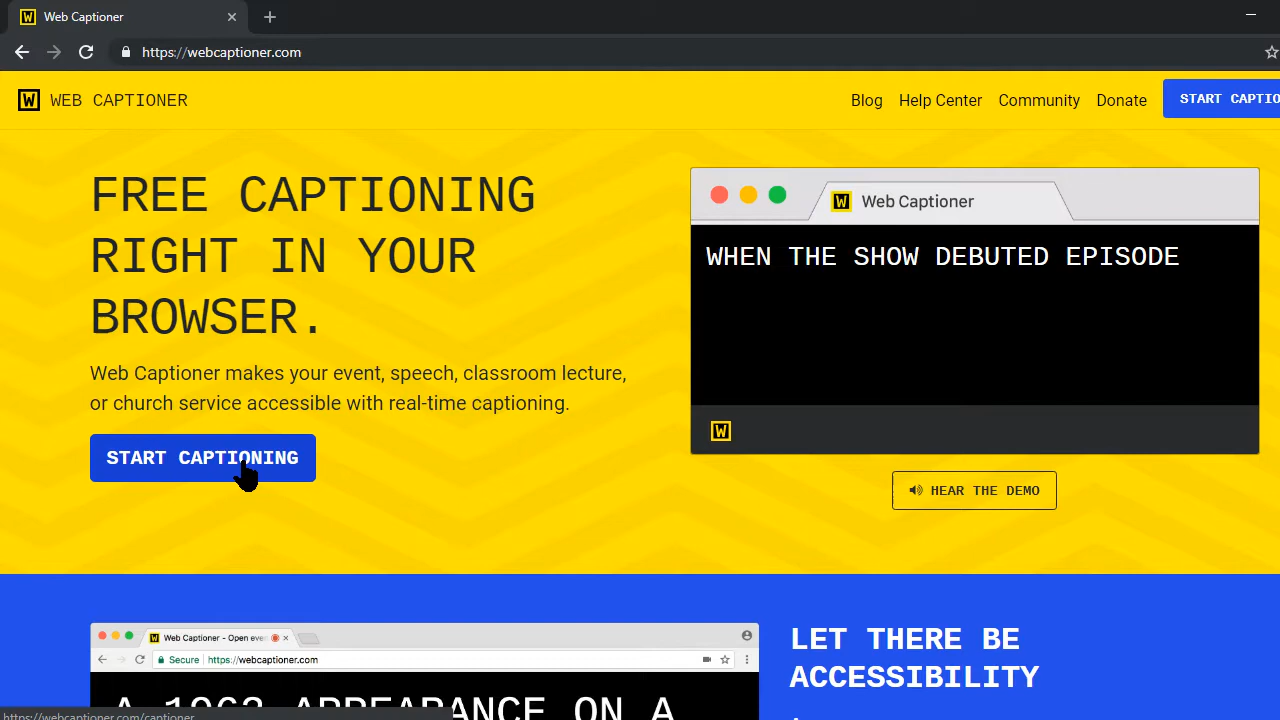 Web Captioner
https://webcaptioner.com
W WEB CAPTIONER
Blog Help Center Community Donate START CAPTIO
FREE CAPTIONING
RIGHT IN YOUR
BROWSER.
Web Captioner makes your event, speech, classroom lecture,
or church service accessible with real-time captioning.
START CAPTIONING
W Web Captioner
WHEN THE SHOW DEBUTED EPISODE
W
HEAR THE DEMO
W Web Captioner - Open eve
Secure https://webcaptioner.com
A 1962 APPEARANCE ON A
LET THERE BE
ACCESSIBILITY
https://webcaptioner.com/captioner